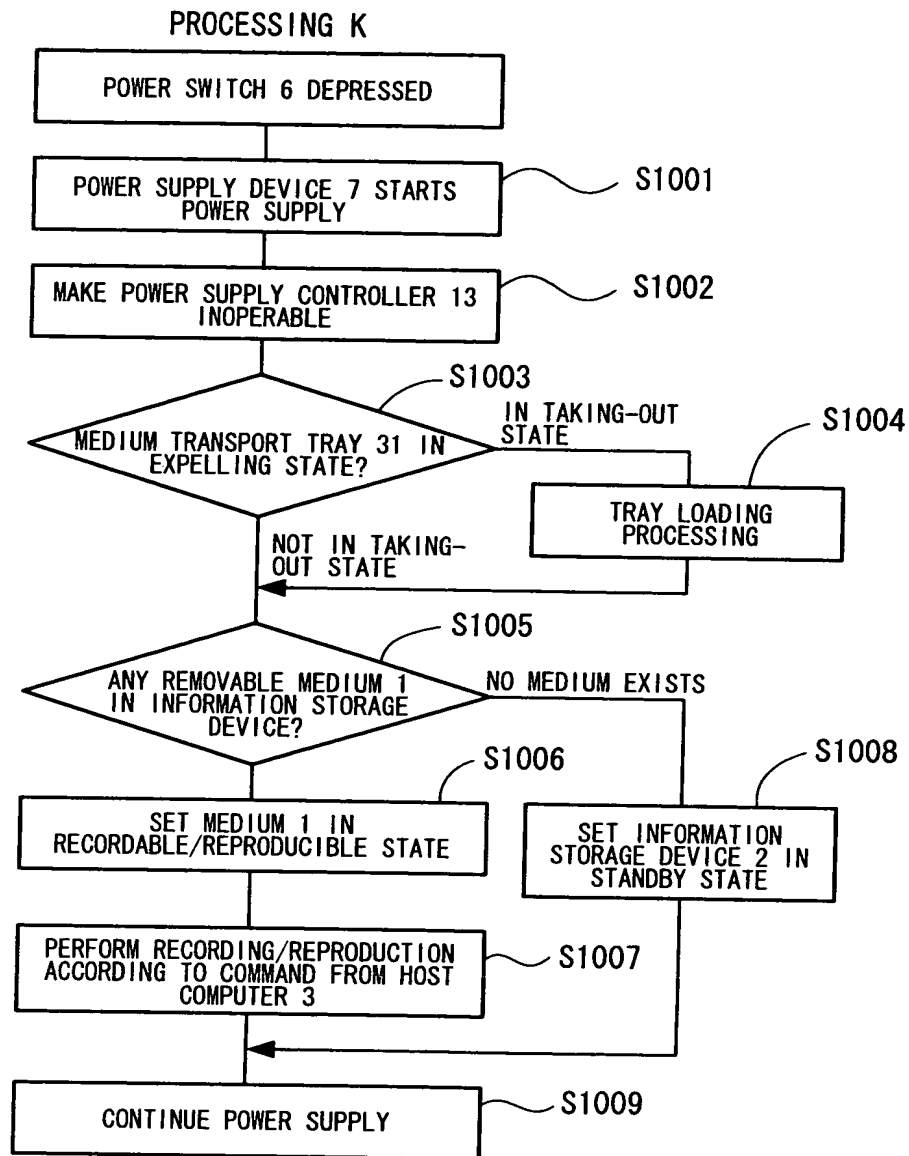 PROCESSING K
POWER SWITCH 6 DEPRESSED
POWER SUPPLY DEVICE 7 STARTS
POWER SUPPLY
S1001
MAKE POWER SUPPLY CONTROLLER 13
INOPERABLE
S1002
S1003
MEDIUM TRANSPORT TRAY 31 IN
EXPELLING STATE?
IN TAKING-OUT
STATE
S1004
TRAY LOADING
PROCESSING
NOT IN TAKING-
OUT STATE
S1005
ANY REMOVABLE MEDIUM 1
IN INFORMATION STORAGE
DEVICE?
NO MEDIUM EXISTS
S1006
SET MEDIUM 1 IN
RECORDABLE/REPRODUCIBLE STATE
S1008
SET INFORMATION
STORAGE DEVICE 2 IN
STANDBY STATE
PERFORM RECORDING/REPRODUCTION
ACCORDING TO COMMAND FROM HOST
COMPUTER 3
S1007
CONTINUE POWER SUPPLY
S1009